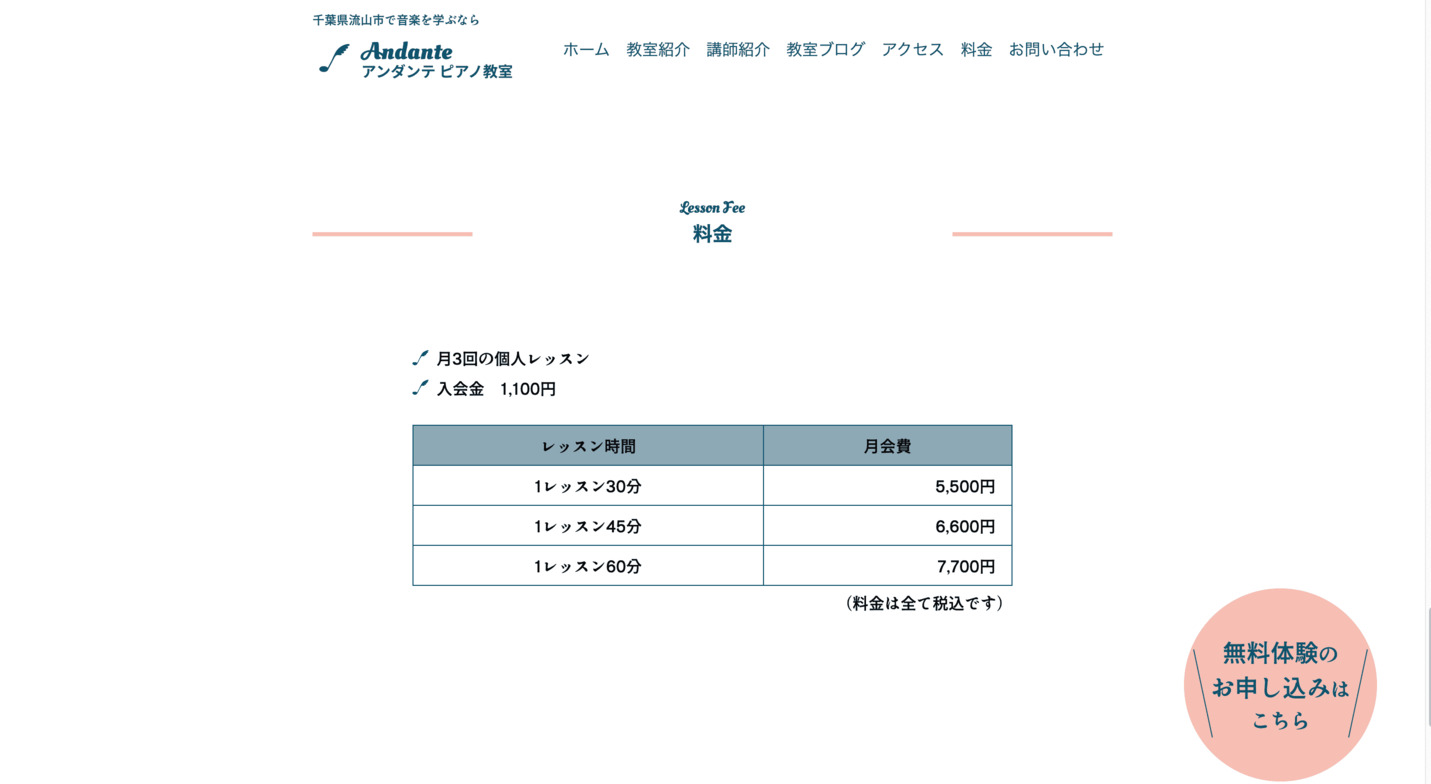 千葉県流山市で音楽を学ぶなら
Andante
アンダンテ ピアノ教室
ホーム 教室紹介 講師紹介 教室ブログ アクセス 料金 お問い合わせ
Lesson Fee
料金
月3回の個人レッスン
入会金　1,100円
レッスン時間 月会費
1レッスン30分 5,500円
1レッスン45分 6,600円
1レッスン60分 7,700円
（料金は全て税込です）
無料体験の
お申し込みは
こちら